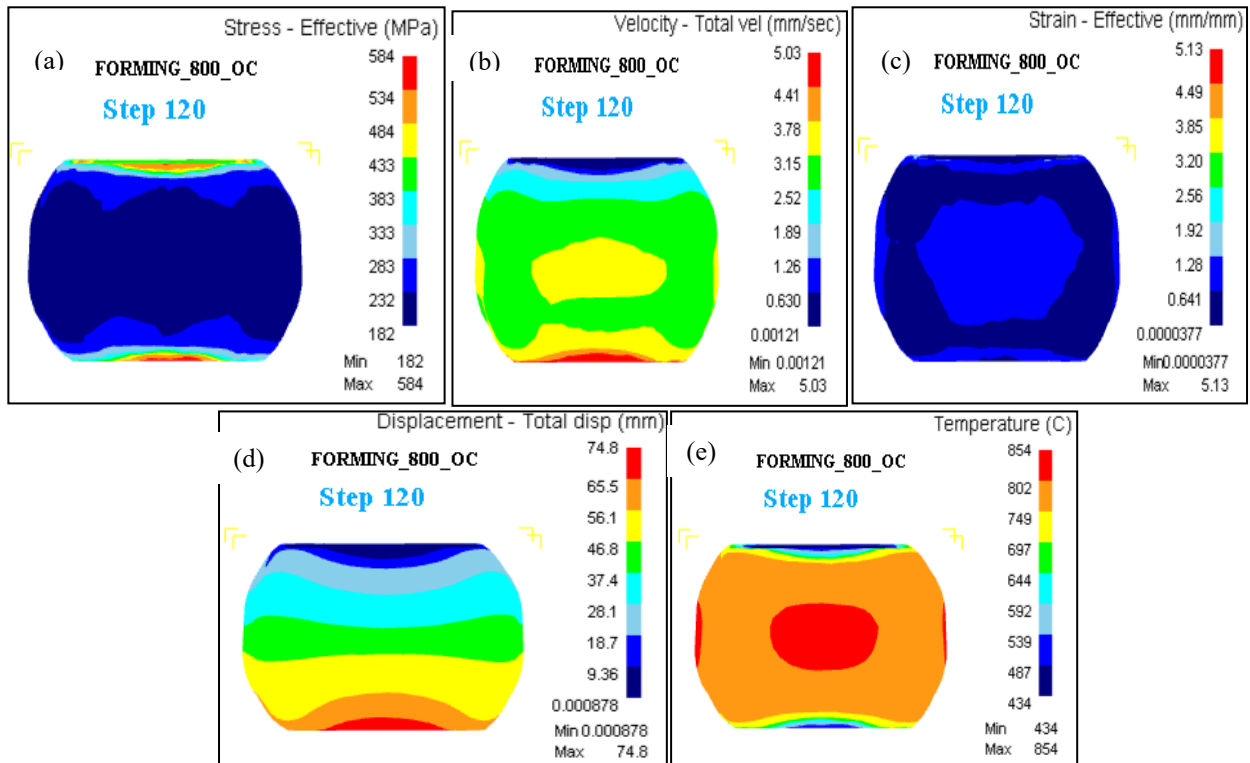 Stress - Effective (MPa)
(a)
FORMING_800_OC
Step 120
584
534
484
433
383
333
283
232
182
Min 182
Max 584
Velocity - Total vel (mm/sec)
(b)
FORMING_800_OC
Step 120
5.03
4.41
3.78
3.15
2.52
1.89
1.26
0.630
0.00121
Min 0.00121
Max 5.03
Strain - Effective (mm/mm)
(c)
FORMING_800_OC
Step 120
5.13
4.49
3.85
3.20
2.56
1.92
1.28
0.641
0.0000377
Min0.0000377
Max 5.13
Displacement - Total disp (mm)
(d)
FORMING_800_OC
Step 120
74.8
65.5
56.1
46.8
37.4
28.1
18.7
9.36
0.000878
Min 0.000878
Max 74.8
Temperature (C)
(e)
FORMING_800_OC
Step 120
854
802
749
697
644
592
539
487
434
Min 434
Max 854